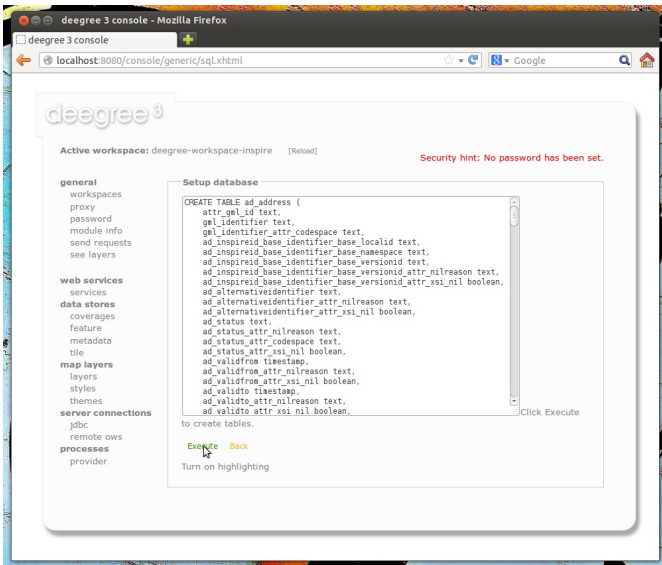 deegree 3 console - Mozilla Firefox
deegree 3 console
localhost:8080/console/generic/sql.xhtml
Google
deegree 3
Active workspace: deegree-workspace-inspire [Reload]
Security hint: No password has been set.
general
workspaces
proxy
password
module info
send requests
see layers
web services
services
data stores
coverages
feature
metadata
tile
map layers
layers
styles
themes
server connections
jdbc
remote ows
processes
provider
Setup database
CREATE TABLE ad_address (
attr_gml_id text,
gml_identifier text,
gml_identifier_attr_codespace text,
ad_inspireid_base_identifier_base_localid text,
ad_inspireid_base_identifier_base_namespace text,
ad_inspireid_base_identifier_base_versionid text,
ad_inspireid_base_identifier_base_versionid_attr_nilreason text,
ad_inspireid_base_identifier_base_versionid_attr_xsi_nil boolean,
ad_alternativeidentifier text,
ad_alternativeidentifier_attr_nilreason text,
ad_alternativeidentifier_attr_xsi_nil boolean,
ad_status text,
ad_status_attr_nilreason text,
ad_status_attr_codespace text,
ad_status_attr_xsi_nil boolean,
ad_validfrom timestamp,
ad_validfrom_attr_nilreason text,
ad_validfrom_attr_xsi_nil boolean,
ad_validto timestamp,
ad_validto_attr_nilreason text,
ad_validto_attr_xsi_nil boolean,
Click Execute
to create tables.
Execute Back
Turn on highlighting